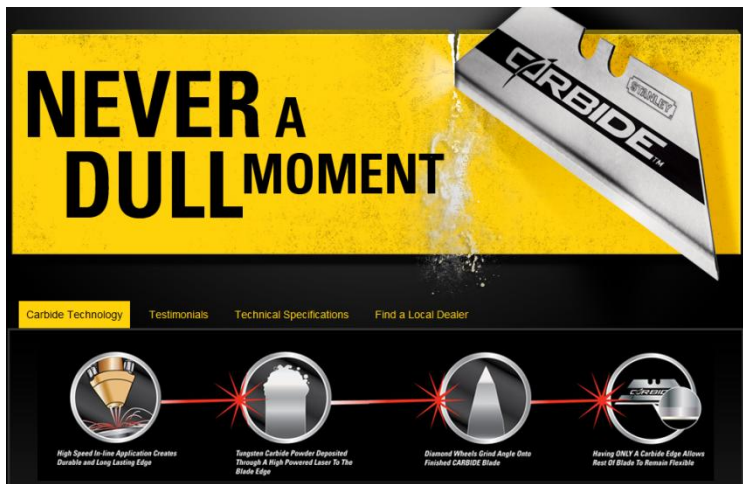 NEVER A
DULL MOMENT
CARBIDE™
STANLEY
Carbide Technology
Testimonials
Technical Specifications
Find a Local Dealer
High Speed In-line Application Creates
Durable and Long Lasting Edge
Tungsten Carbide Powder Deposited
Through A High Powered Laser To The
Blade Edge
Diamond Wheels Grind Angle Onto
Finished CARBIDE Blade
CARBIDE
Having ONLY A Carbide Edge Allows
Rest Of Blade To Remain Flexible